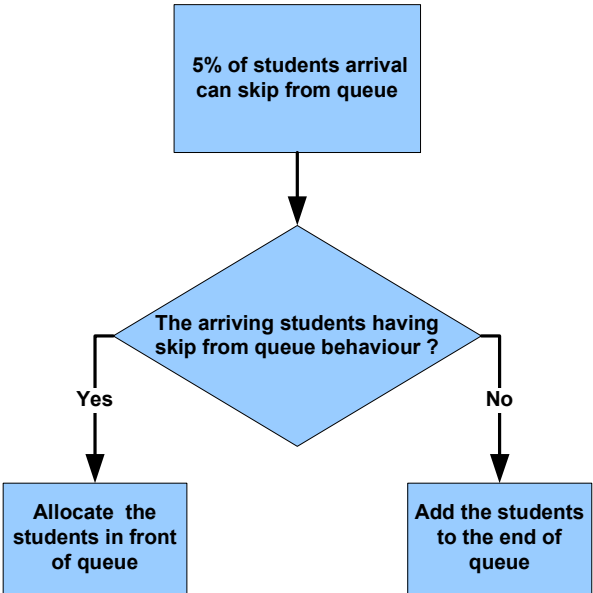 5% of students arrival
can skip from queue
The arriving students having
skip from queue behaviour ?
Yes
No
Allocate the
students in front
of queue
Add the students
to the end of
queue